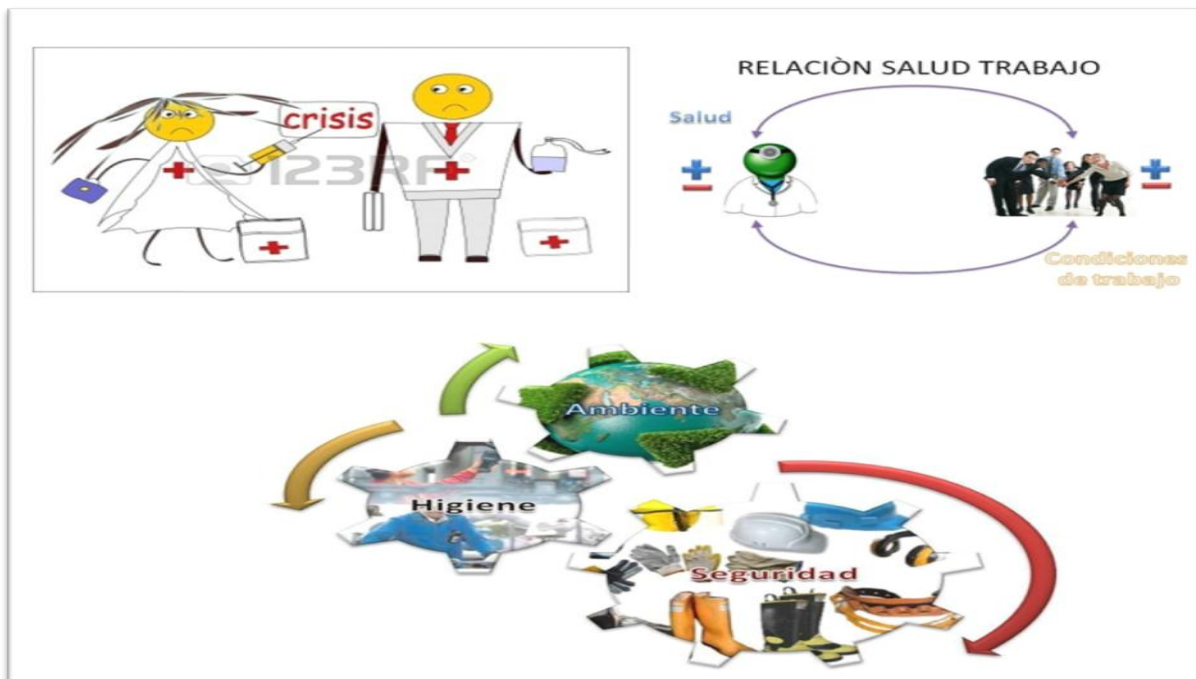 crisis
123RF
RELACIÒN SALUD TRABAJO
Salud
Condiciones
de trabajo
Ambiente
Higiene
Seguridad